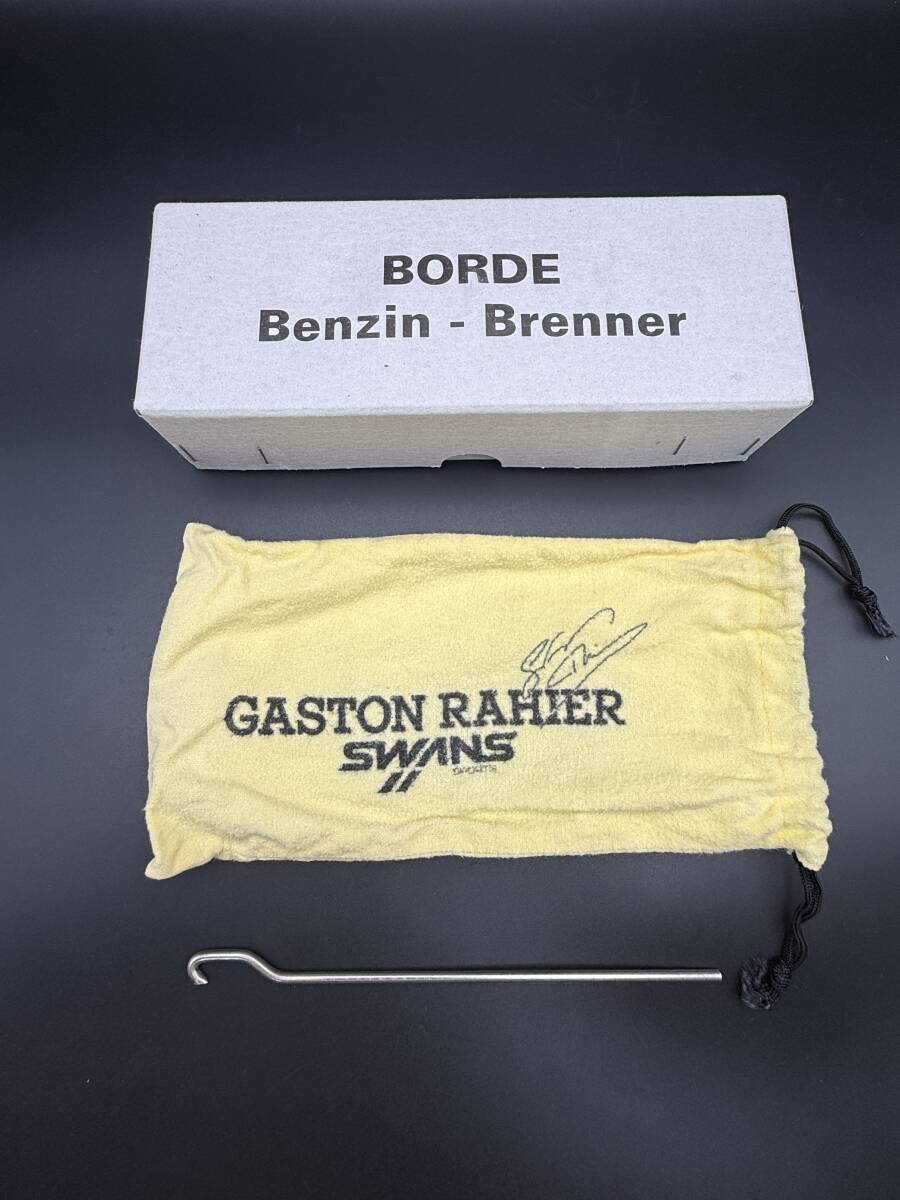 BORDE
Benzin - Brenner
GASTON RAHIER
SWANS